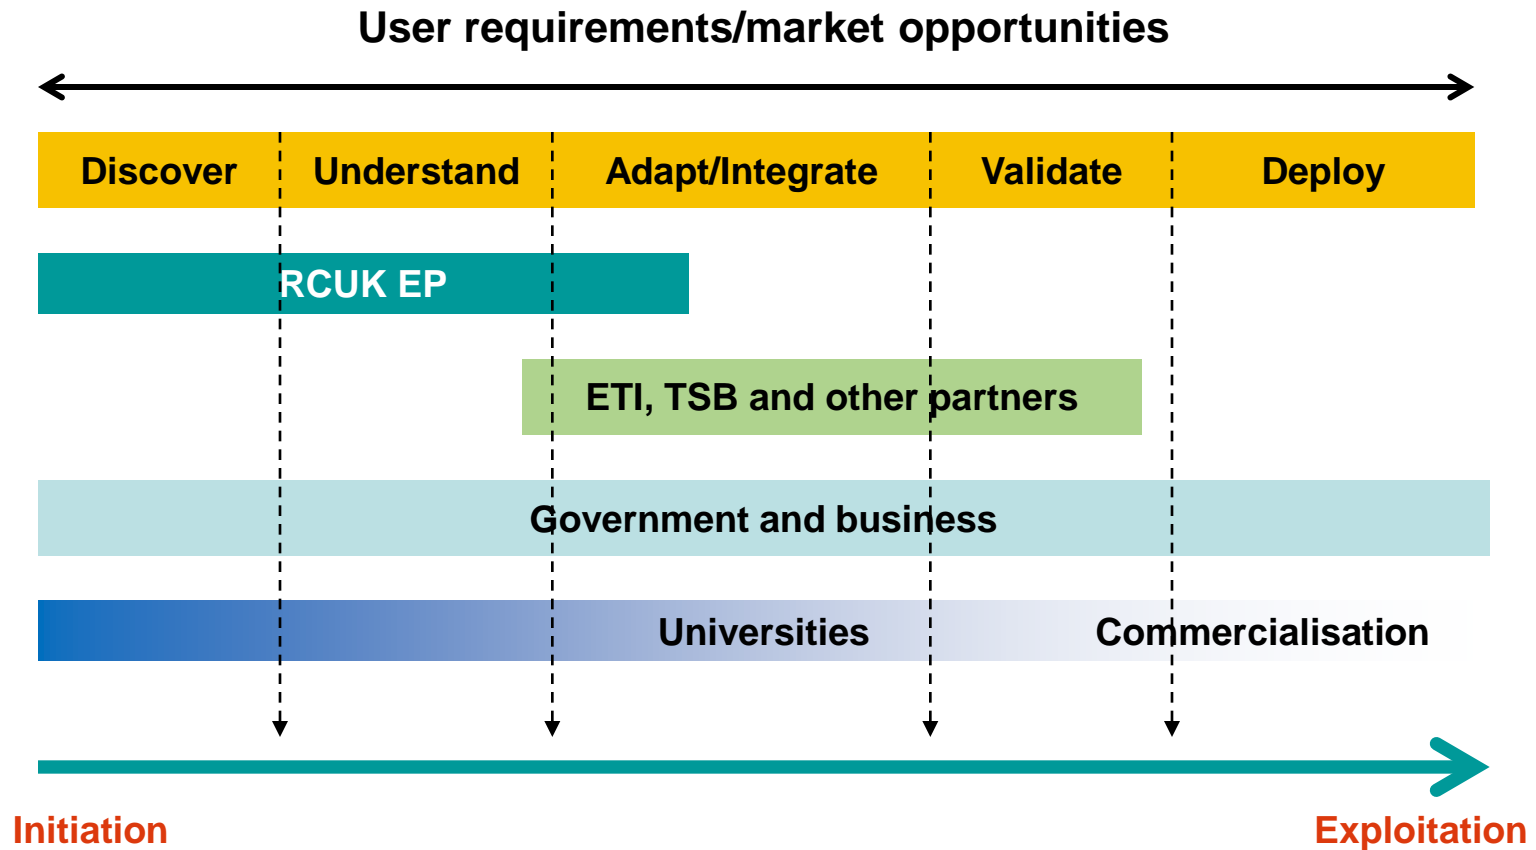 User requirements/market opportunities
Discover Understand Adapt/Integrate Validate Deploy
RCUK EP
ETI, TSB and other partners
Government and business
Universities Commercialisation
Initiation Exploitation